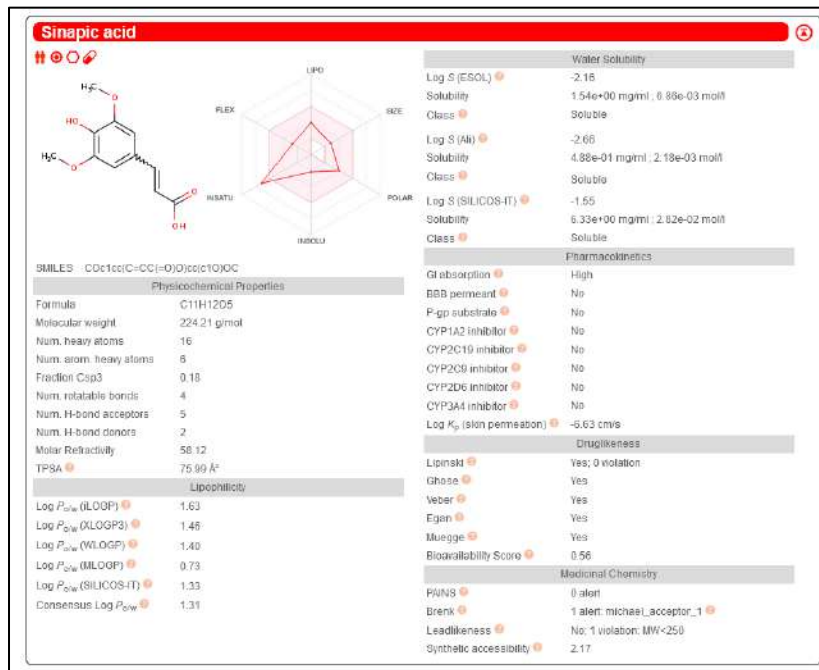 Sinapic acid
H₃C
O
HO
H₃C
O
O
OH
LIPO
FLEX
SIZE
INSATU
POLAR
INSOLU
SMILES COc1cc(C=CC(=O)O)cc(c1O)OC
Physicochemical Properties
Formula C11H12O5
Molecular weight 224.21 g/mol
Num. heavy atoms 16
Num. arom. heavy atoms 6
Fraction Csp3 0.18
Num. rotatable bonds 4
Num. H-bond acceptors 5
Num. H-bond donors 2
Molar Refractivity 58.12
TPSA 75.99 Å²
Lipophilicity
Log Po/w (iLOGP) 1.63
Log Po/w (XLOGP3) 1.46
Log Po/w (WLOGP) 1.40
Log Po/w (MLOGP) 0.73
Log Po/w (SILICOS-IT) 1.33
Consensus Log Po/w 1.31
Water Solubility
Log S (ESOL) -2.16
Solubility 1.54e+00 mg/ml ; 6.86e-03 mol/l
Class Soluble
Log S (Ali) -2.66
Solubility 4.88e-01 mg/ml ; 2.18e-03 mol/l
Class Soluble
Log S (SILICOS-IT) -1.55
Solubility 6.33e+00 mg/ml ; 2.82e-02 mol/l
Class Soluble
Pharmacokinetics
GI absorption High
BBB permeant No
P-gp substrate No
CYP1A2 inhibitor No
CYP2C19 inhibitor No
CYP2C9 inhibitor No
CYP2D6 inhibitor No
CYP3A4 inhibitor No
Log Kp (skin permeation) -6.63 cm/s
Druglikeness
Lipinski Yes; 0 violation
Ghose Yes
Veber Yes
Egan Yes
Muegge Yes
Bioavailability Score 0.56
Medicinal Chemistry
PAINS 0 alert
Brenk 1 alert: michael_acceptor_1
Leadlikeness No; 1 violation: MW<250
Synthetic accessibility 2.17